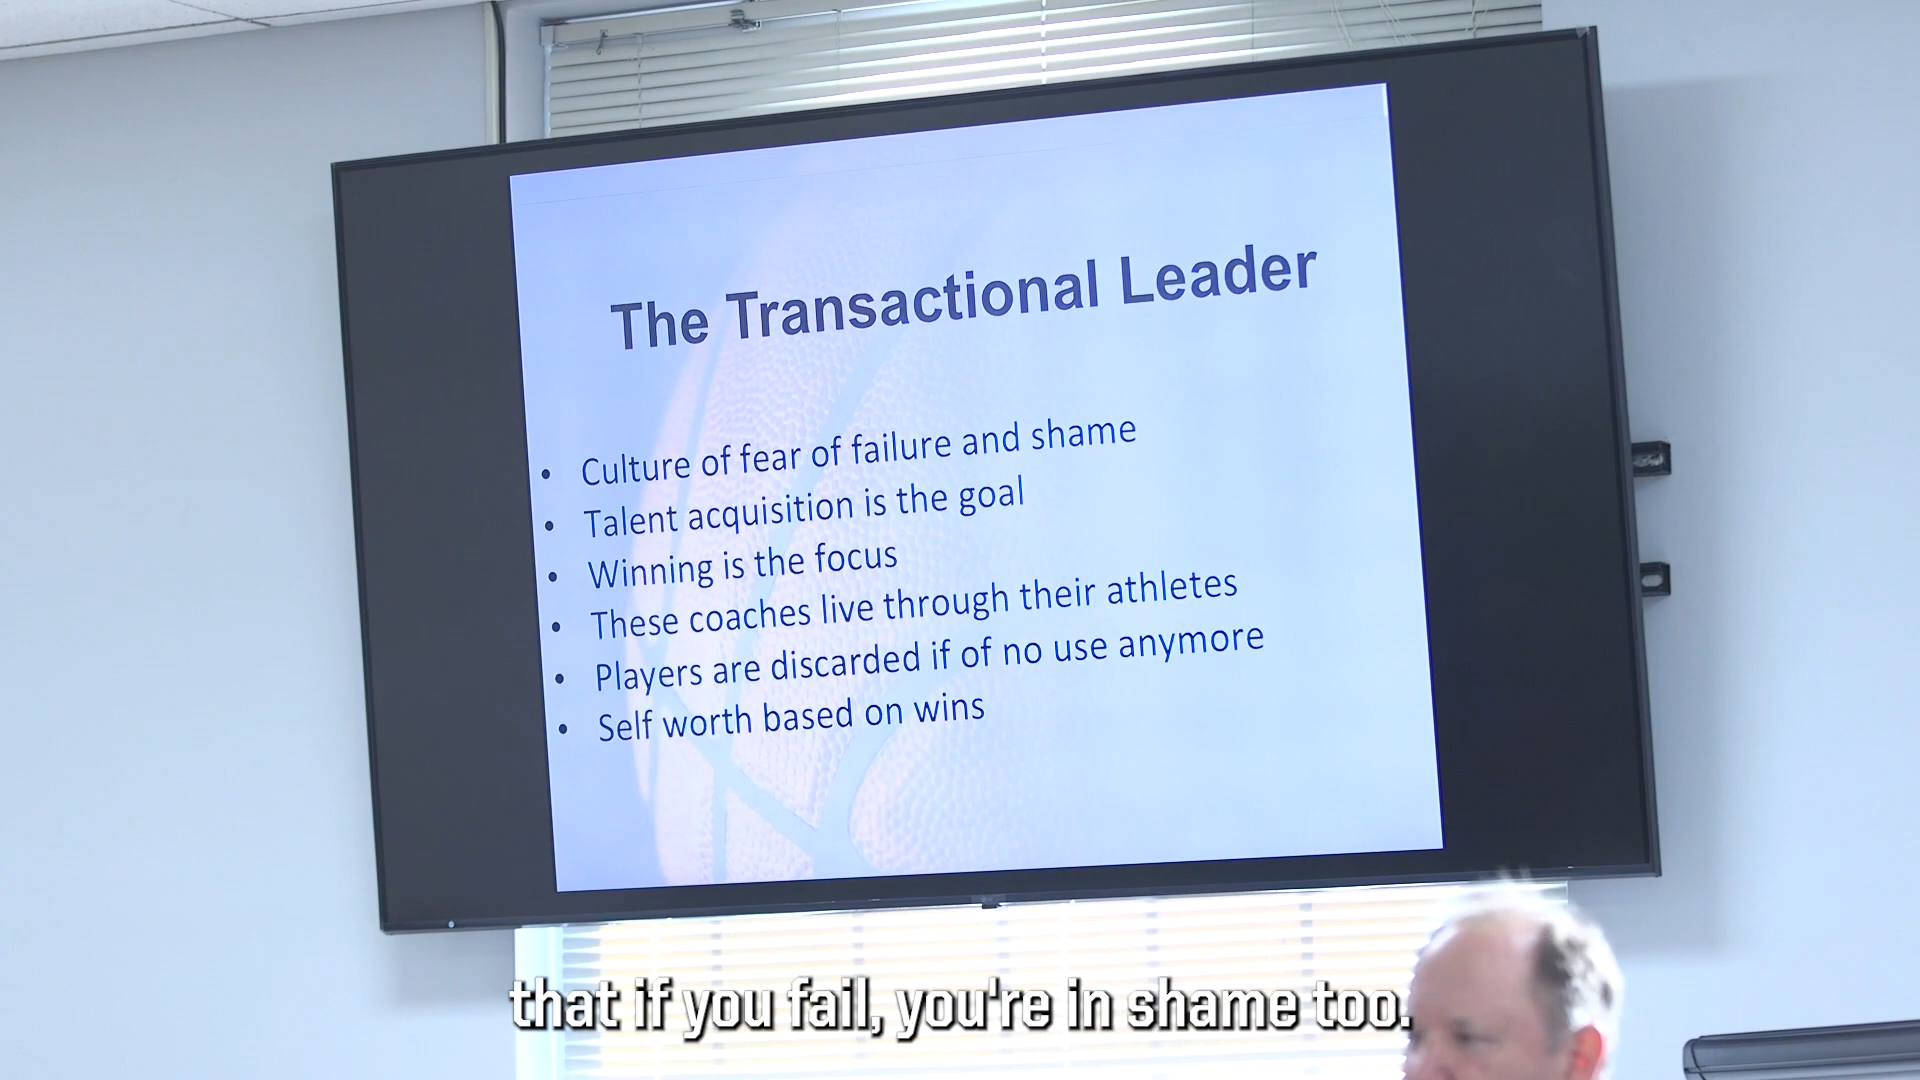 The Transactional Leader
• Culture of fear of failure and shame
• Talent acquisition is the goal
• Winning is the focus
• These coaches live through their athletes
• Players are discarded if of no use anymore
• Self worth based on wins
that if you fail, you're in shame too.